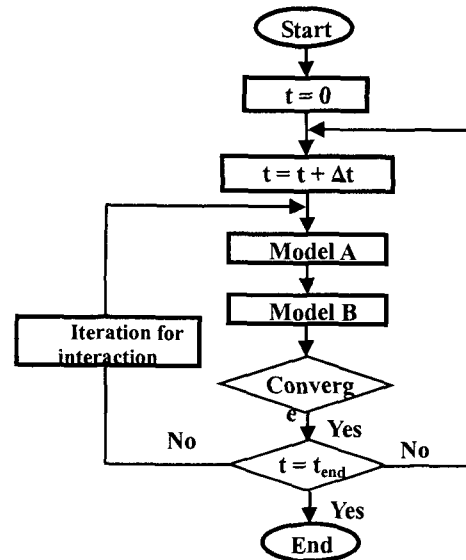 Start
t = 0
t = t + Δt
Model A
Model B
Iteration for
interaction
Converg
e
Yes
No
t = t_end
No
Yes
End